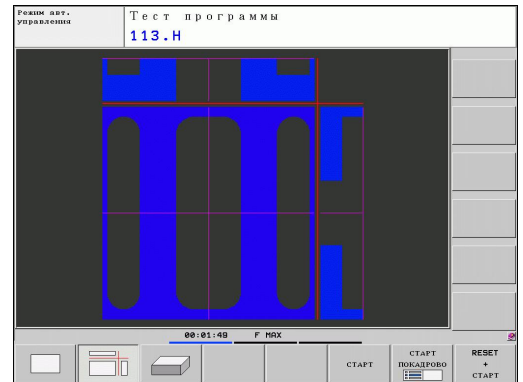 Режим авт.
управления
Тест программы
113.H
00:01:49 F MAX
СТАРТ
СТАРТ
ПОКАДРОВО
RESET
+
СТАРТ